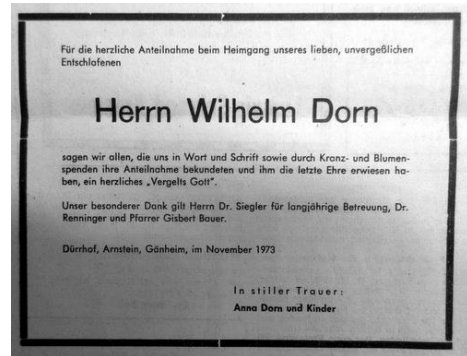 Für die herzliche Anteilnahme beim Heimgang unseres lieben, unvergeßlichen
Entschlafenen
Herrn Wilhelm Dorn
sagen wir allen, die uns in Wort und Schrift sowie durch Kranz- und Blumen-
spenden ihre Anteilnahme bekundeten und ihm die letzte Ehre erwiesen ha-
ben, ein herzliches „Vergelts Gott".
Unser besonderer Dank gilt Herrn Dr. Siegler für langjährige Betreuung, Dr.
Renninger und Pfarrer Gisbert Bauer.
Dürrhof, Arnstein, Gänheim, im November 1973
In stiller Trauer:
Anna Dorn und Kinder